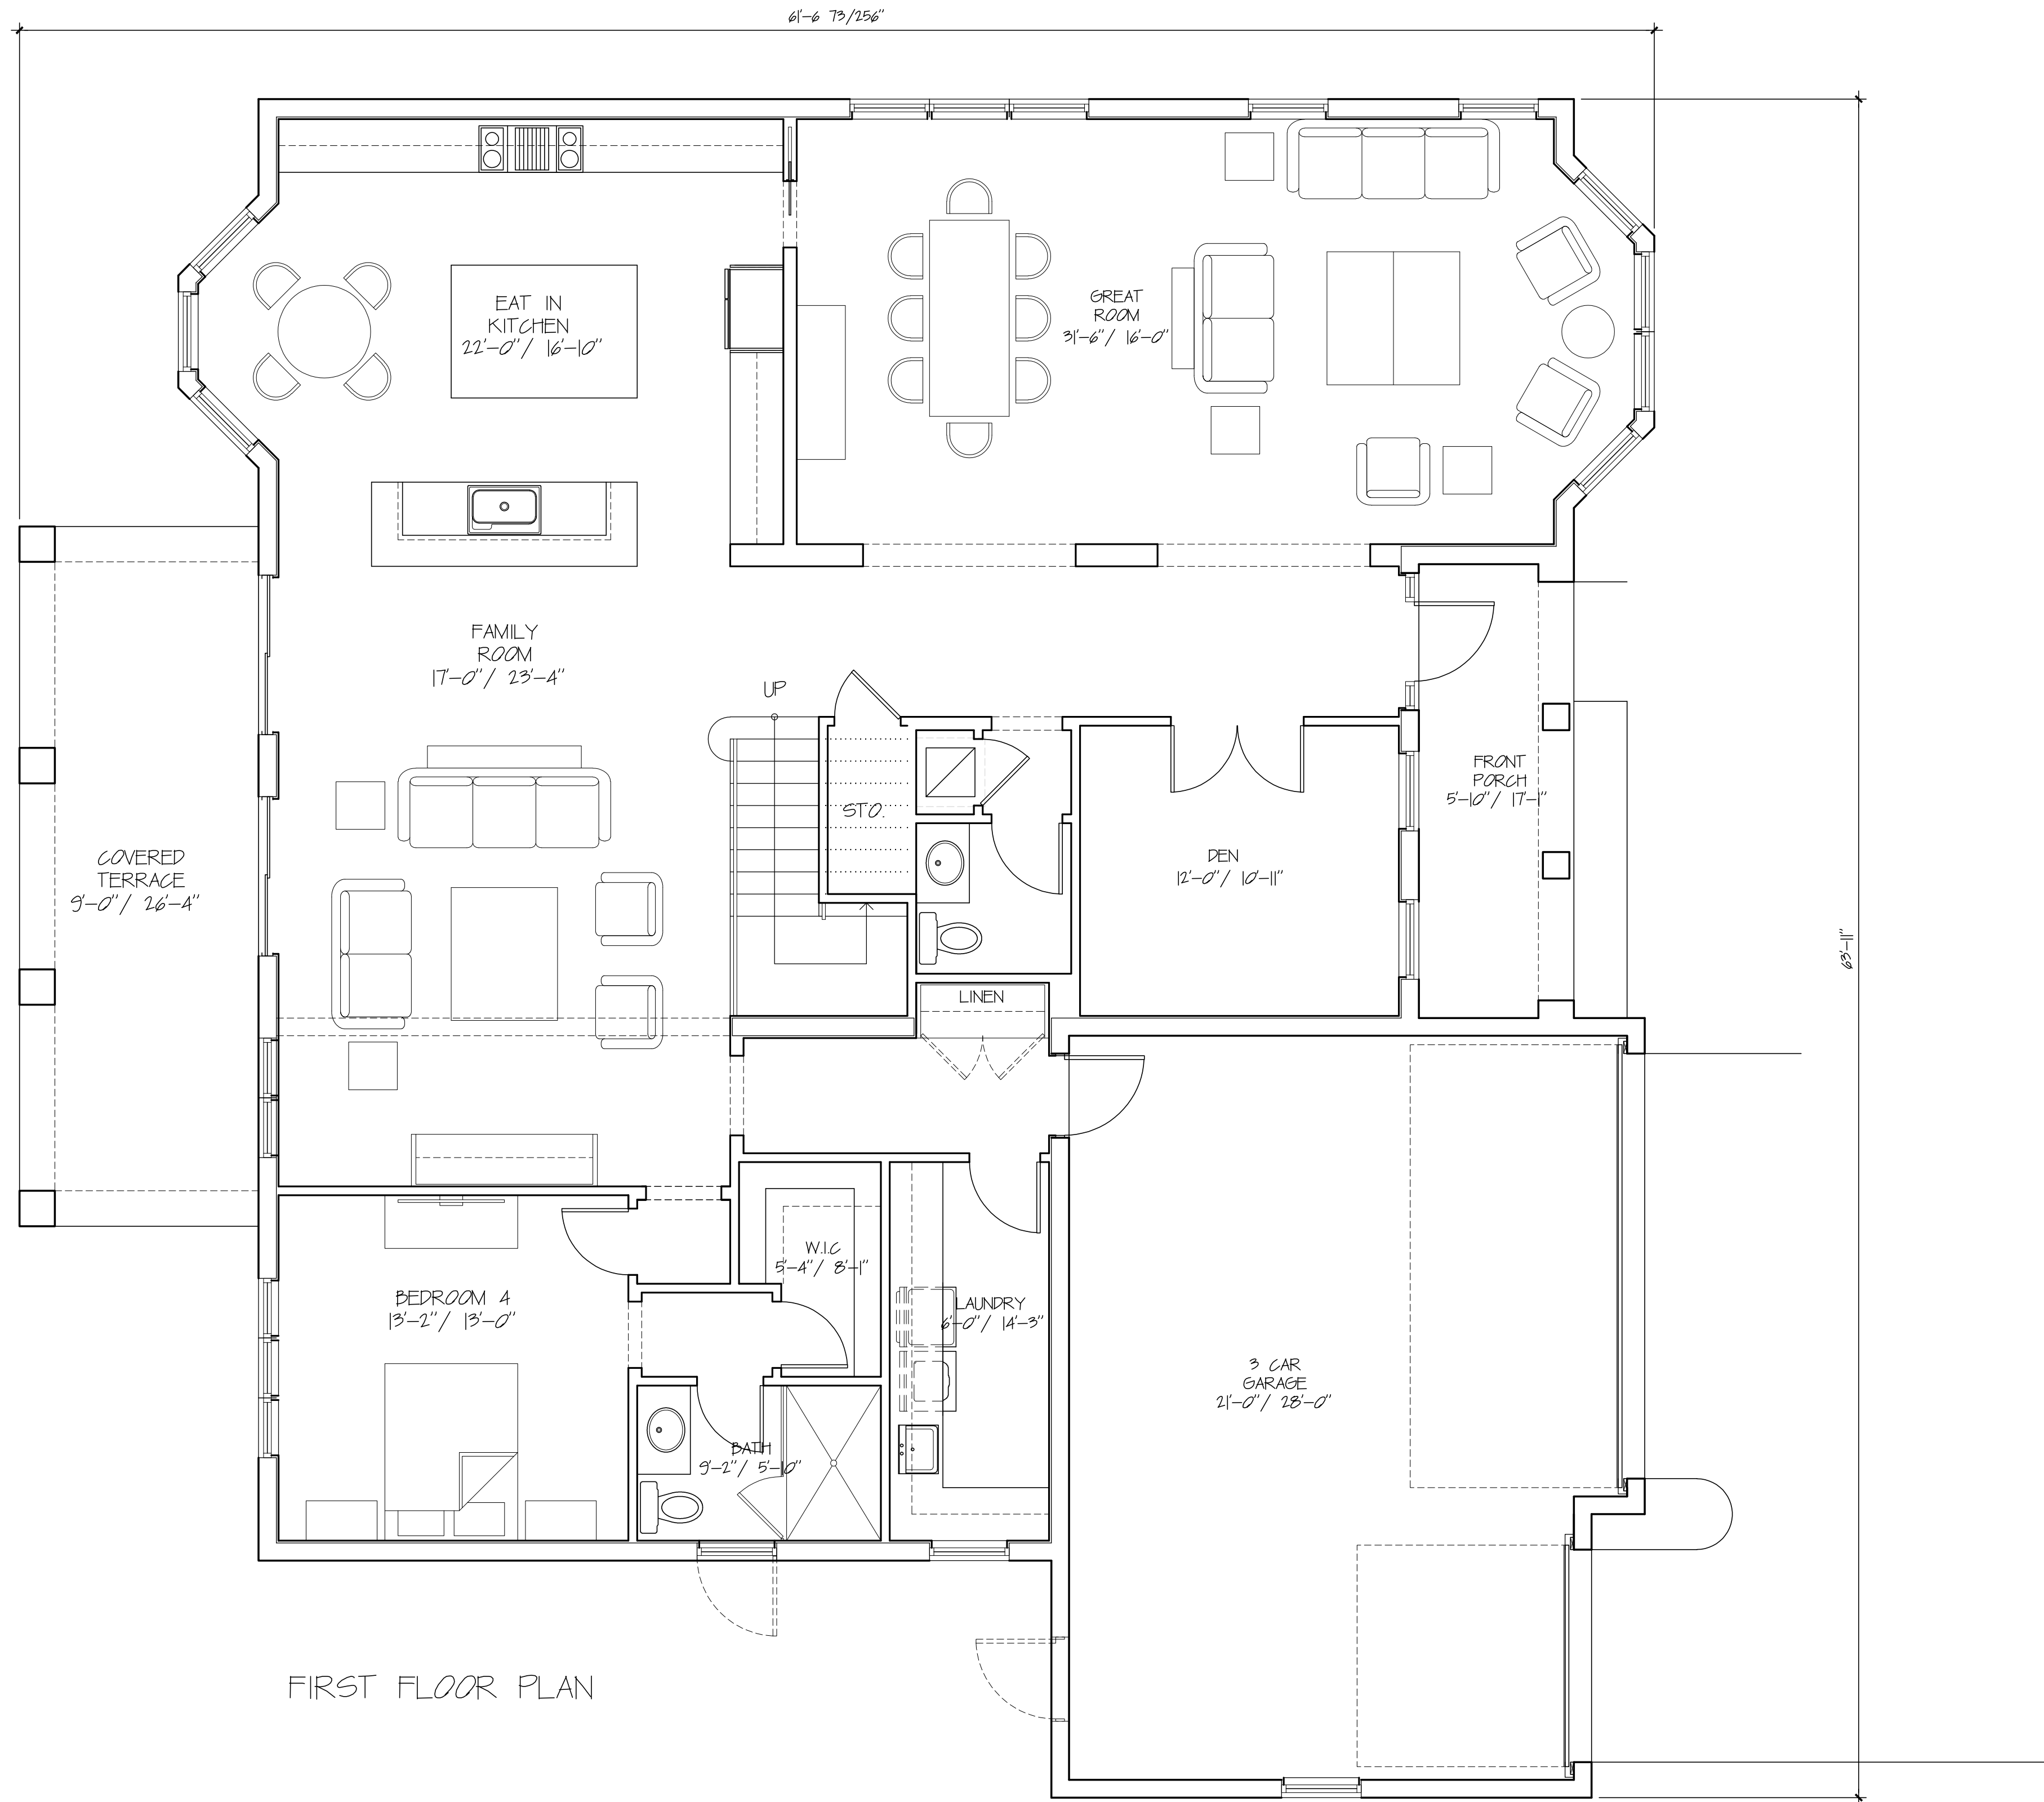 61'-6 73/256"
EAT IN
KITCHEN
22'-0"/ 16'-10"
GREAT
ROOM
31'-6"/ 16'-0"
FAMILY
ROOM
17'-0"/ 23'-4"
UP
STO.
FRONT
PORCH
5'-10"/ 17'-1"
DEN
12'-0"/ 10'-11"
COVERED
TERRACE
9'-0"/ 26'-4"
63'-11"
LINEN
W.I.C
5'-4"/ 8'-1"
BEDROOM 4
13'-2"/ 13'-0"
LAUNDRY
6'-0"/ 14'-3"
3 CAR
GARAGE
21'-0"/ 28'-0"
BATH
9'-2"/ 5'-10"
FIRST FLOOR PLAN